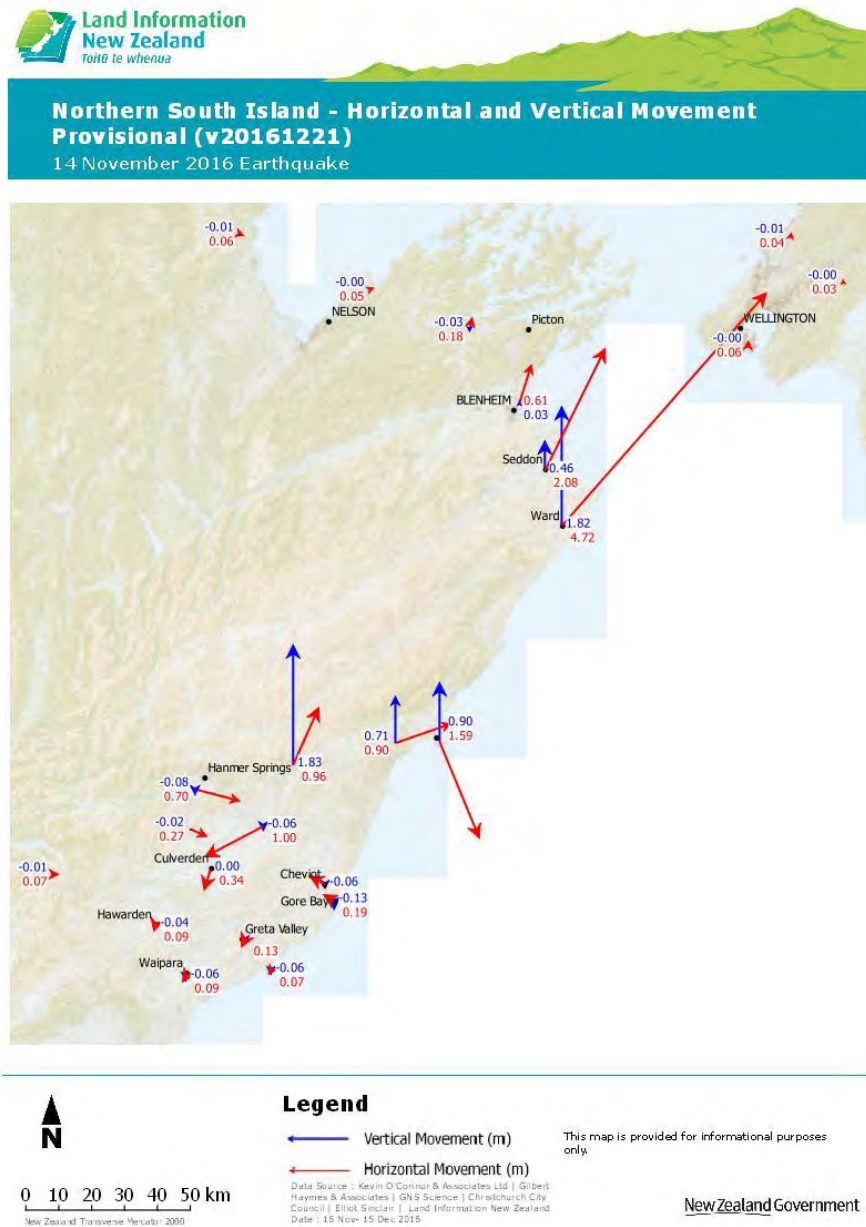 Land Information
New Zealand
Toitū te whenua
Northern South Island - Horizontal and Vertical Movement
Provisional (v20161221)
14 November 2016 Earthquake
-0.01
0.06
-0.01
0.04
-0.00
0.05
-0.00
0.03
NELSON
-0.03
0.18
Picton
WELLINGTON
-0.00
0.06
BLENHEIM
0.61
0.03
Seddon
0.46
2.08
Ward
1.82
4.72
0.71
0.90
0.90
1.59
Hanmer Springs
1.83
0.96
-0.08
0.70
-0.02
0.27
-0.06
1.00
Culverden
0.00
0.34
-0.01
0.07
Cheviot
-0.06
Gore Bay
-0.13
0.19
Hawarden
-0.04
0.09
Greta Valley
0.13
Waipara
-0.06
0.09
-0.06
0.07
N
0 10 20 30 40 50 km
New Zealand Transverse Mercator 2000
Legend
Vertical Movement (m)
Horizontal Movement (m)
Data Source : Kevin O'Connor & Associates Ltd | Gilbert
Haymes & Associates | GNS Science | Christchurch City
Council | Elliot Sinclair | Land Information New Zealand
Date : 18 Nov- 15 Dec 2016
This map is provided for informational purposes
only.
New Zealand Government